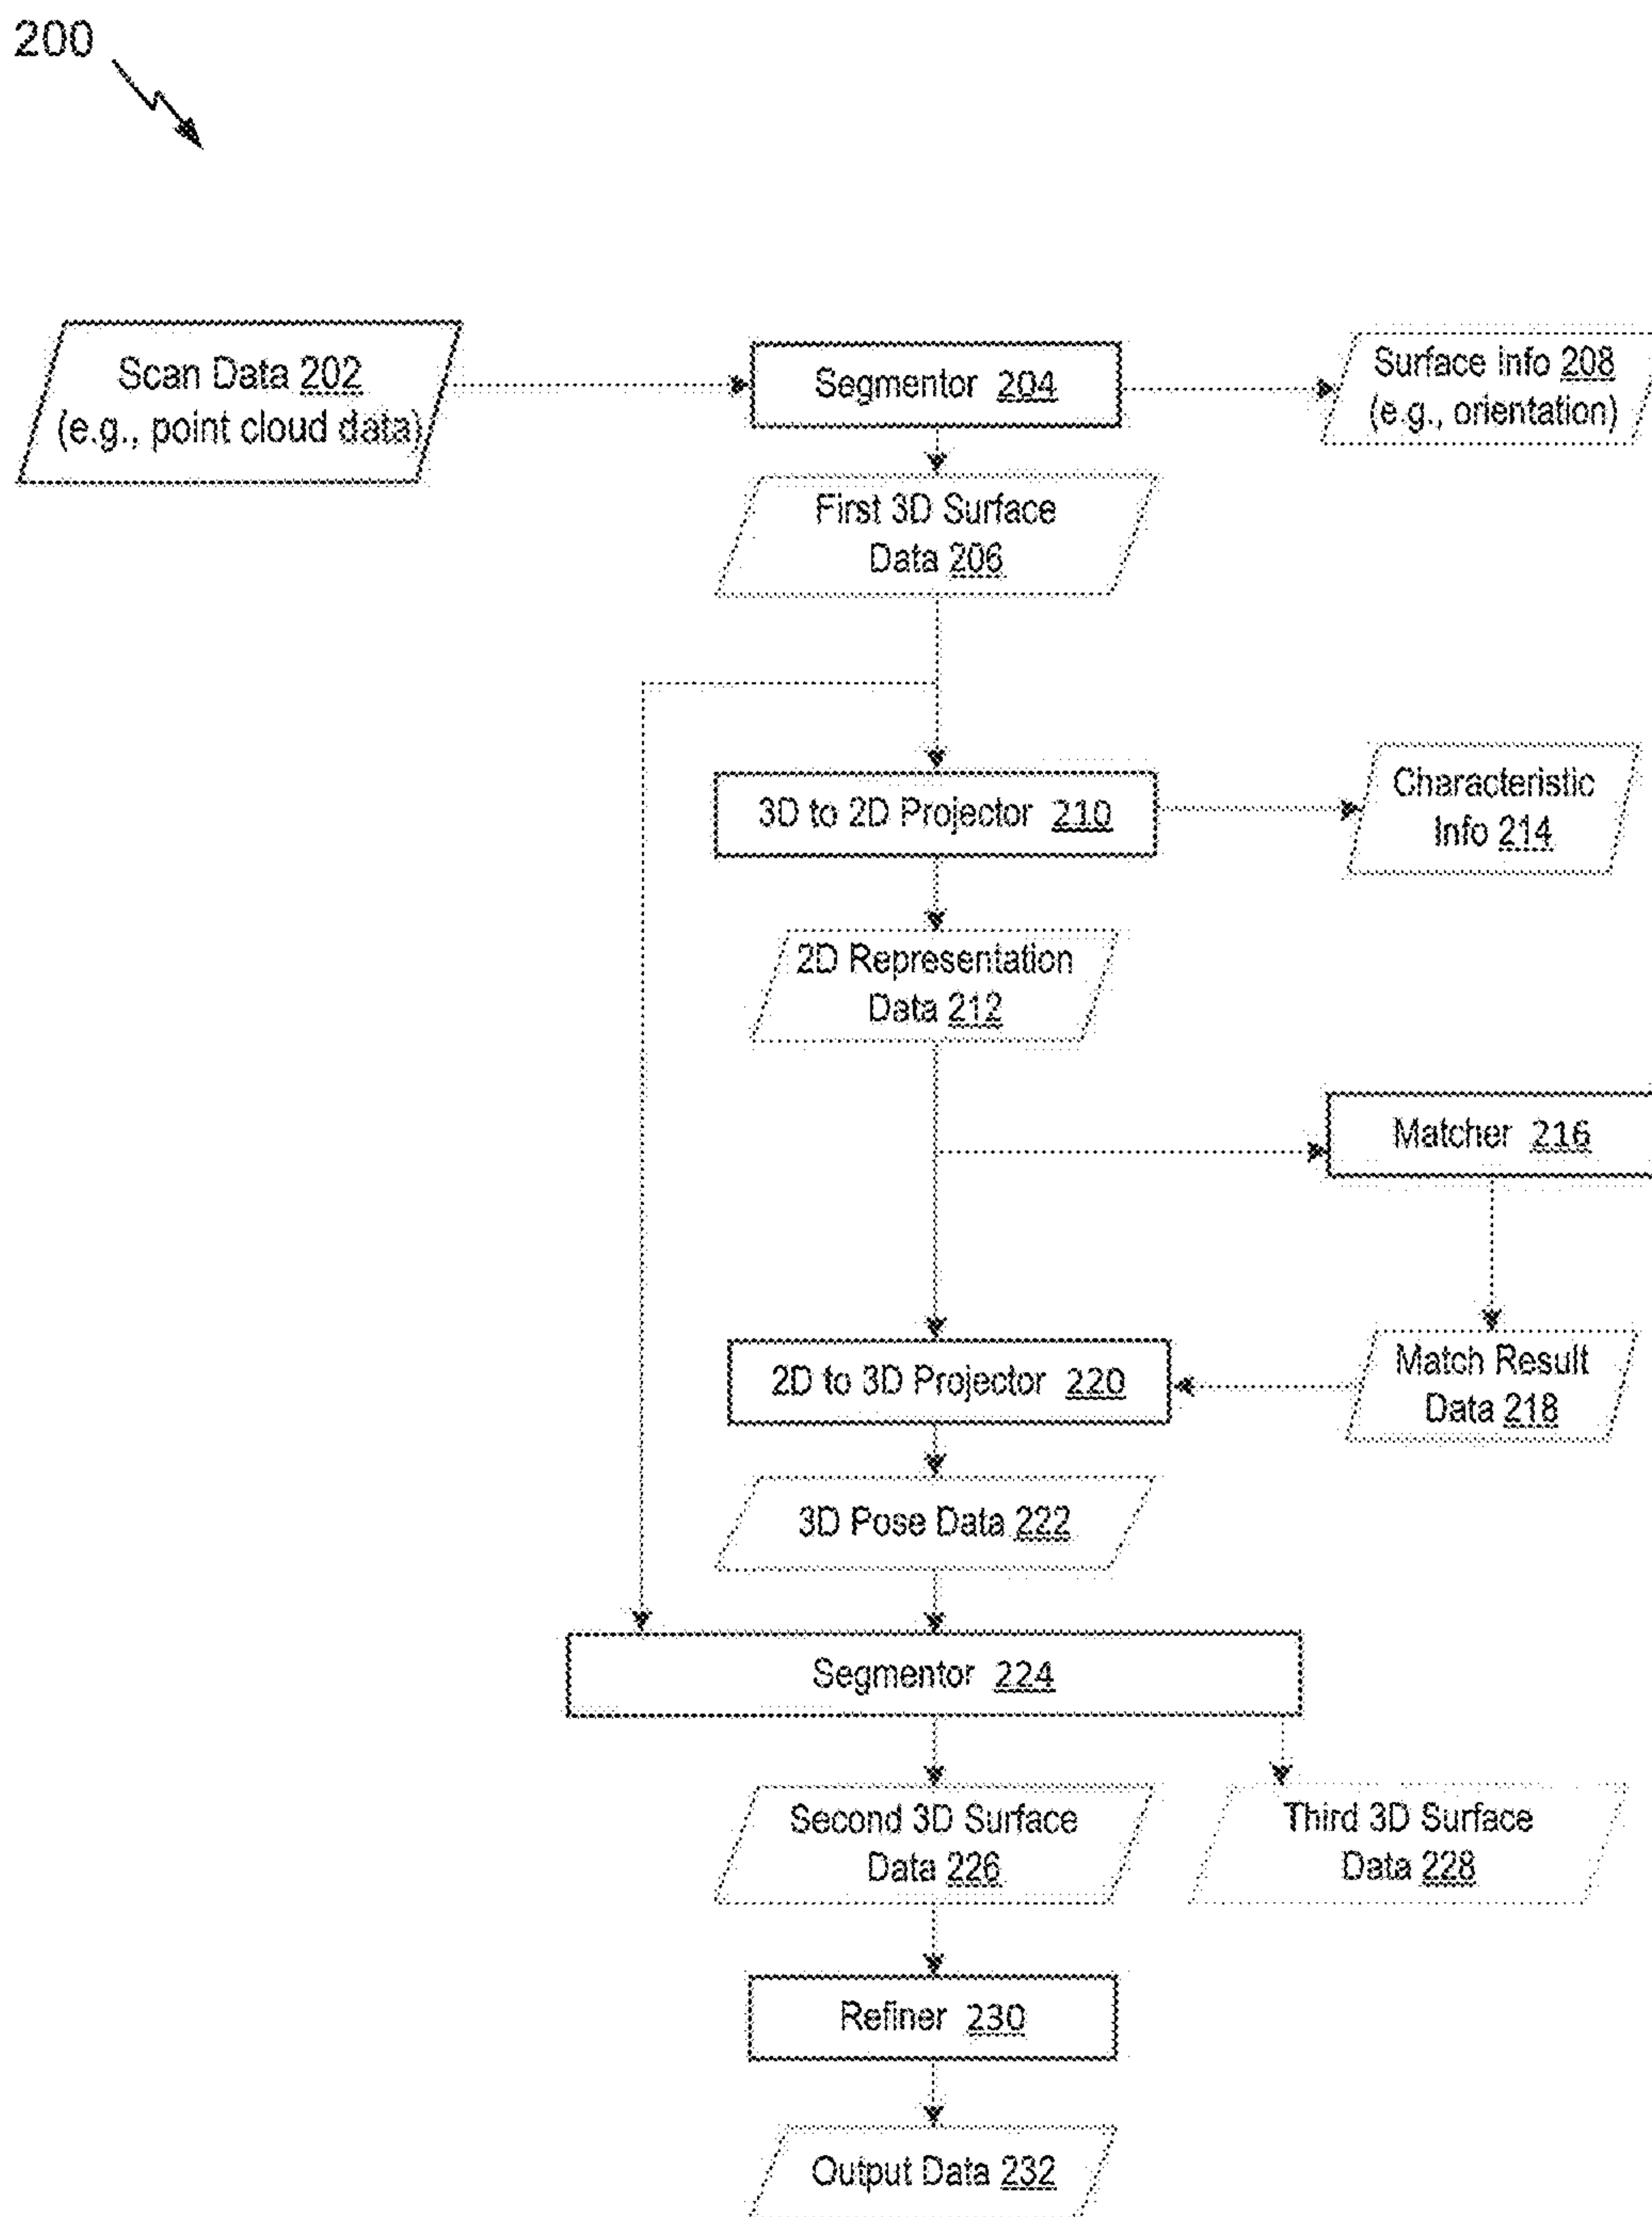 200
Scan Data 202
(e.g., point cloud data)
Segmentor 204
Surface Info 208
(e.g., orientation)
First 3D Surface
Data 206
3D to 2D Projector 210
Characteristic
Info 214
2D Representation
Data 212
Matcher 216
2D to 3D Projector 220
Match Result
Data 218
3D Pose Data 222
Segmentor 224
Second 3D Surface
Data 226
Third 3D Surface
Data 228
Refiner 230
Output Data 232